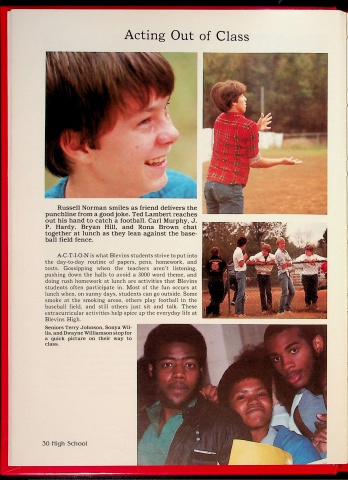 Acting Out of Class
Russell Norman smiles as friend delivers the
punchline from a good joke. Ted Lambert reaches
out his hand to catch a football. Carl Murphy, J.
P. Hardy, Bryan Hill, and Rona Brown chat
together at lunch as they lean against the base-
ball field fence.
A-C-T-I-O-N is what Blevins students strive to put into
the day-to-day routine of papers, pens, homework, and
tests. Gossipping when the teachers aren't listening,
pushing down the halls to avoid a 3000 word theme, and
doing rush homework at lunch are activities that Blevins
students often participate in. Most of the fun occurs at
lunch when, on sunny days, students can go outside. Some
smoke at the smoking areas, others play football in the
baseball field, and still others just sit and talk. These
extracurricular activities help spice up the everyday life at
Blevins High.
Seniors Terry Johnson, Sonya Wil-
lis, and Dwayne Williamson stop for
a quick picture on their way to
class.
30 High School